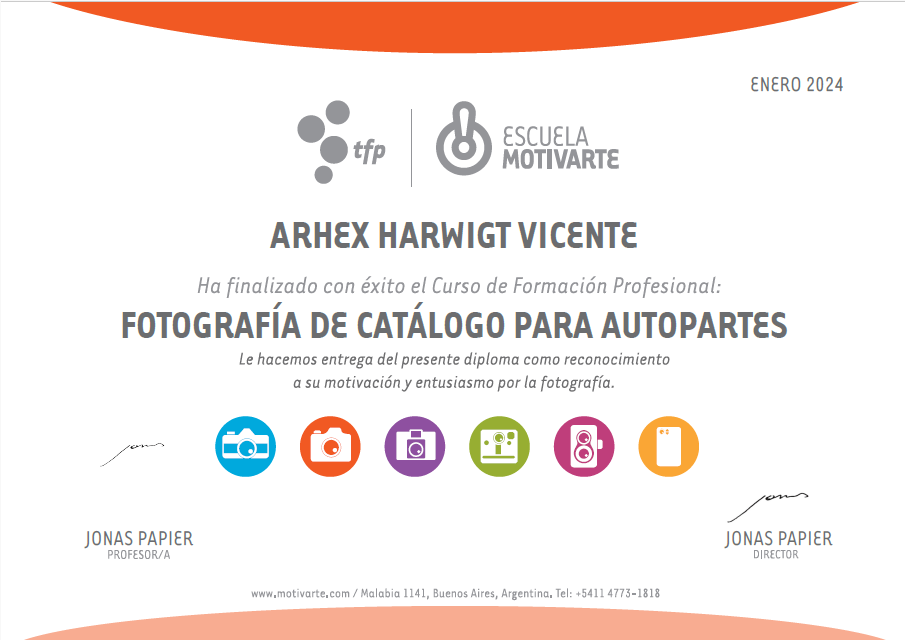 ENERO 2024
tfp
ESCUELA
MOTIVARTE
ARHEX HARWIGT VICENTE
Ha finalizado con éxito el Curso de Formación Profesional:
FOTOGRAFÍA DE CATÁLOGO PARA AUTOPARTES
Le hacemos entrega del presente diploma como reconocimiento
a su motivación y entusiasmo por la fotografía.
JONAS PAPIER
PROFESOR/A
JONAS PAPIER
DIRECTOR
www.motivarte.com / Malabia 1141, Buenos Aires, Argentina. Tel: +5411 4773-1818